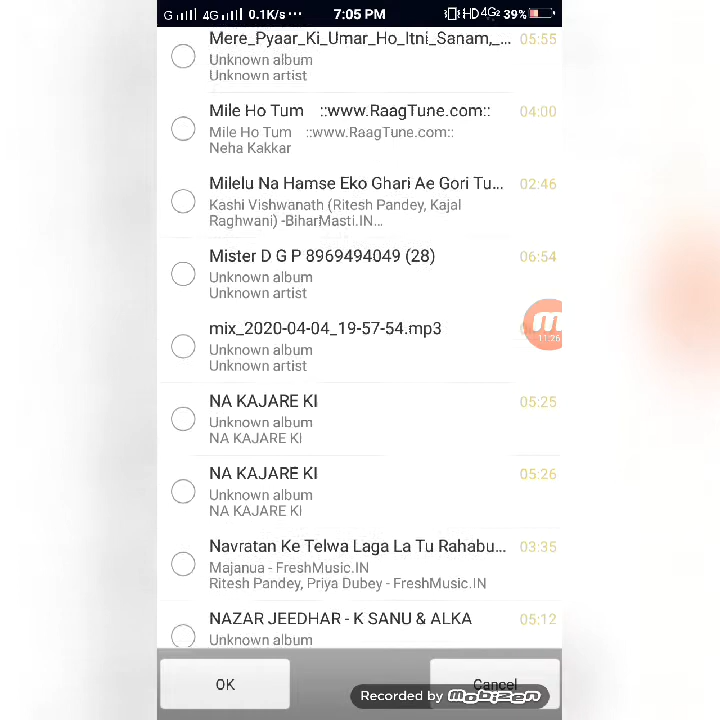 G 4G 0.1K/s ··· 7:05 PM HD 4G2 39%
Mere_Pyaar_Ki_Umar_Ho_Itni_Sanam,_... 05:55
Unknown album
Unknown artist
Mile Ho Tum ::www.RaagTune.com:: 04:00
Mile Ho Tum ::www.RaagTune.com::
Neha Kakkar
Milelu Na Hamse Eko Ghari Ae Gori Tu... 02:46
Kashi Vishwanath (Ritesh Pandey, Kajal
Raghwani) -BiharMasti.IN...
Mister D G P 8969494049 (28) 06:54
Unknown album
Unknown artist
mix_2020-04-04_19-57-54.mp3
11:26
Unknown album
Unknown artist
NA KAJARE KI 05:25
Unknown album
NA KAJARE KI
NA KAJARE KI 05:26
Unknown album
NA KAJARE KI
Navratan Ke Telwa Laga La Tu Rahabu... 03:35
Majanua - FreshMusic.IN
Ritesh Pandey, Priya Dubey - FreshMusic.IN
NAZAR JEEDHAR - K SANU & ALKA 05:12
Unknown album
OK Cancel
Recorded by mobizen